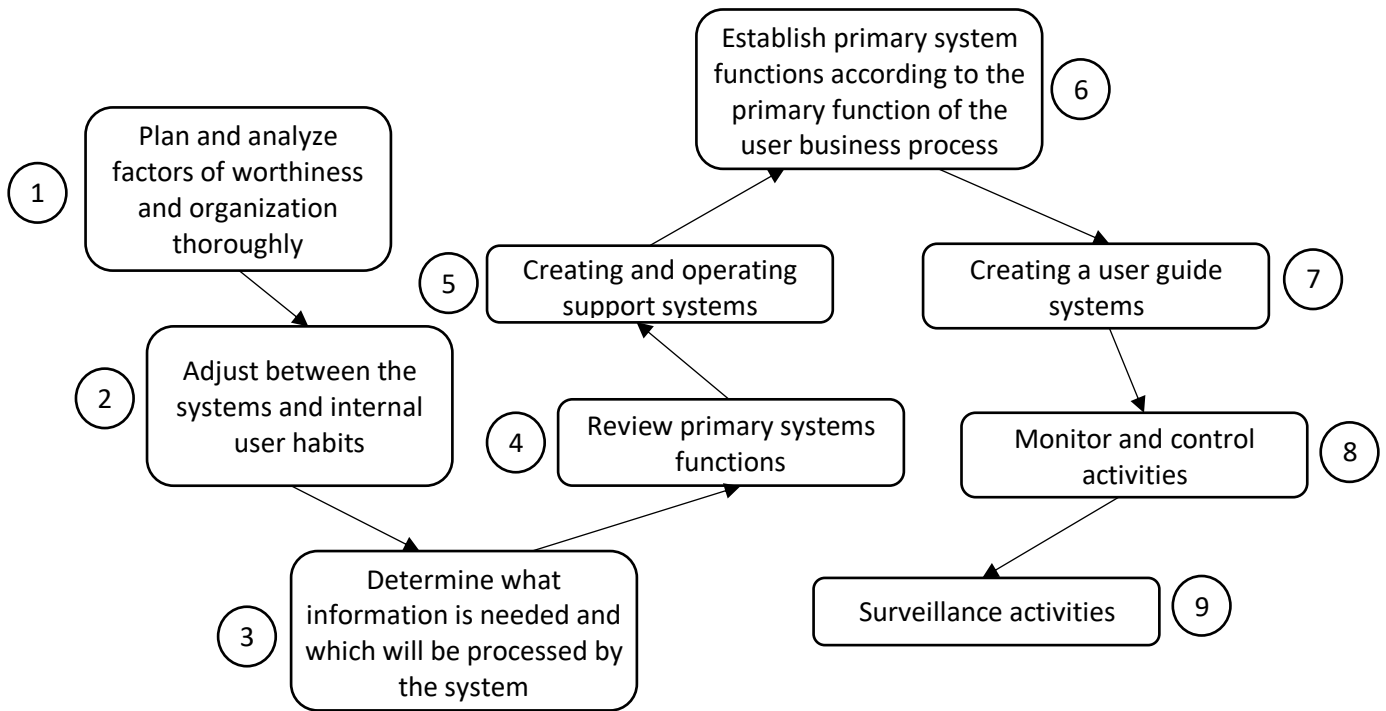 1
Plan and analyze
factors of worthiness
and organization
thoroughly
2
Adjust between the
systems and internal
user habits
3
Determine what
information is needed and
which will be processed by
the system
4
Review primary systems
functions
5
Creating and operating
support systems
Establish primary system
functions according to the
primary function of the
user business process
6
Creating a user guide
systems
7
Monitor and control
activities
8
Surveillance activities
9